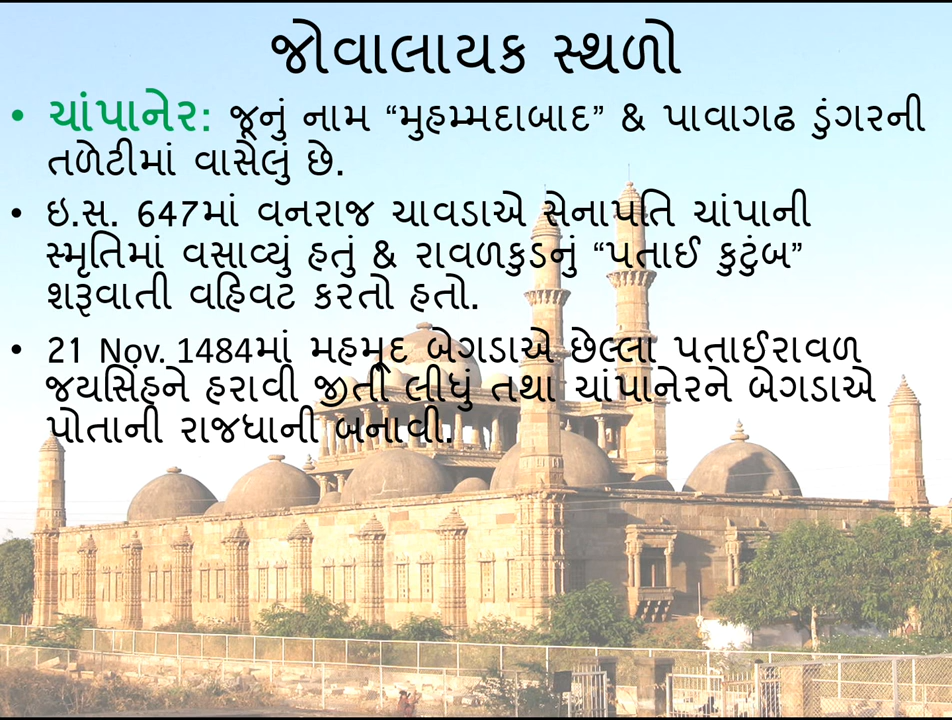 જોવાલાયક સ્થળો
• ચાંપાનેર: જૂનું નામ “મુહમ્મદાબાદ” & પાવાગઢ ડુંગરની
તળેટીમાં વાસેલું છે.
• ઇ.સ. 647માં વનરાજ ચાવડાએ સેનાપતિ ચાંપાની
સ્મૃતિમાં વસાવ્યું હતું & રાવળકુડનું “પતાઈ કુટુંબ”
શરૂવાતી વહિવટ કરતો હતો.
• 21 Nov. 1484માં મહમૂદ બેગડાએ છેલ્લા પતાઈરાવળ
જયસિંહને હરાવી જીતી લીધું તથા ચાંપાનેરને બેગડાએ
પોતાની રાજધાની બનાવી.